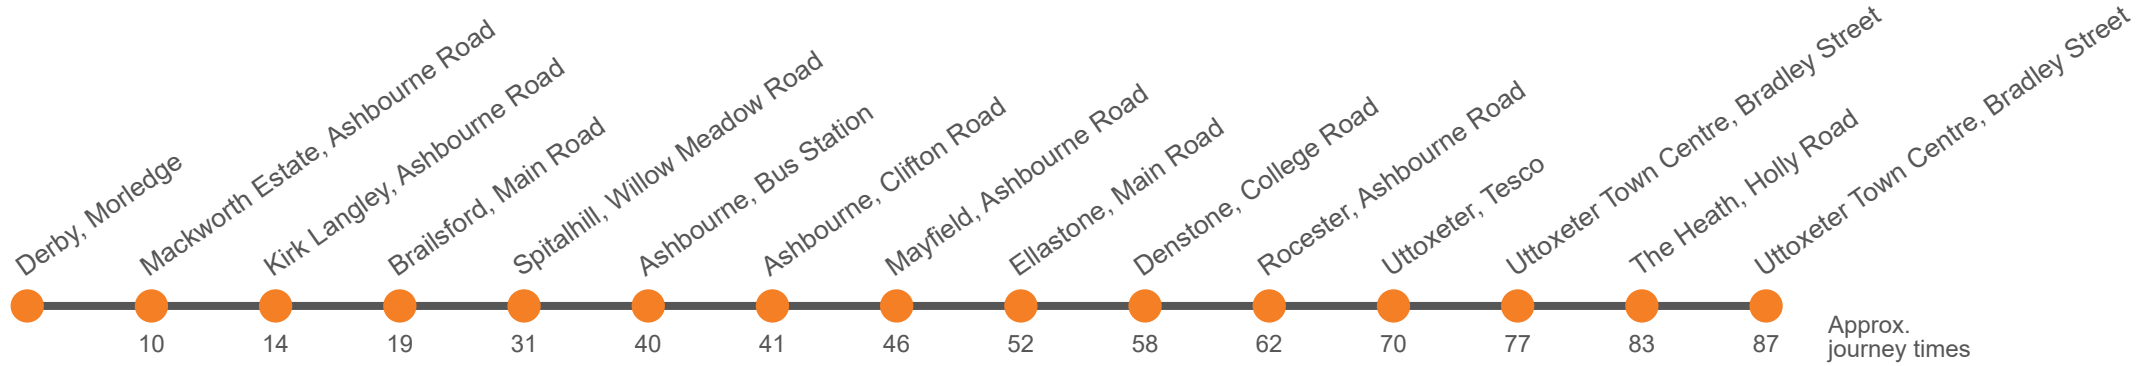 Derby, Morledge
Mackworth Estate, Ashbourne Road
Kirk Langley, Ashbourne Road
Brailsford, Main Road
Spitalhill, Willow Meadow Road
Ashbourne, Bus Station
Ashbourne, Clifton Road
Mayfield, Ashbourne Road
Ellastone, Main Road
Denstone, College Road
Rocester, Ashbourne Road
Uttoxeter, Tesco
Uttoxeter Town Centre, Bradley Street
The Heath, Holly Road
Uttoxeter Town Centre, Bradley Street
10 14 19 31 40 41 46 52 58 62 70 77 83 87
Approx.
journey times